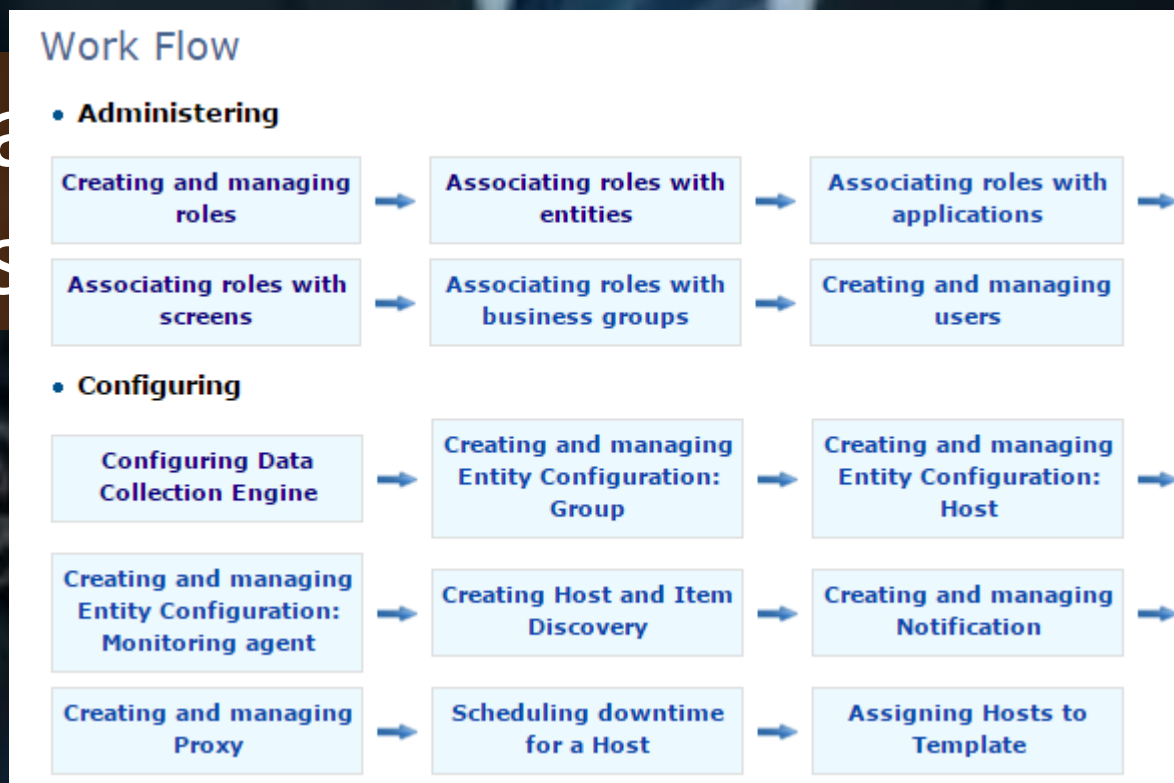 Work Flow
• Administering
Creating and managing
roles
Associating roles with
entities
Associating roles with
applications
Associating roles with
screens
Associating roles with
business groups
Creating and managing
users
• Configuring
Configuring Data
Collection Engine
Creating and managing
Entity Configuration:
Group
Creating and managing
Entity Configuration:
Host
Creating and managing
Entity Configuration:
Monitoring agent
Creating Host and Item
Discovery
Creating and managing
Notification
Creating and managing
Proxy
Scheduling downtime
for a Host
Assigning Hosts to
Template